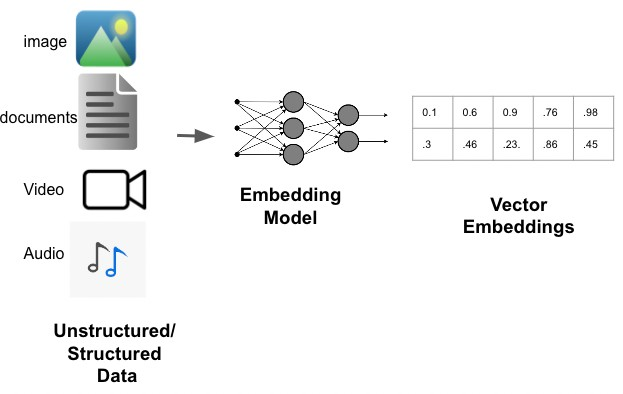 image
documents
Video
Audio
Unstructured/
Structured
Data
Embedding
Model
0.1 0.6 0.9 .76 .98
.3 .46 .23. .86 .45
Vector
Embeddings